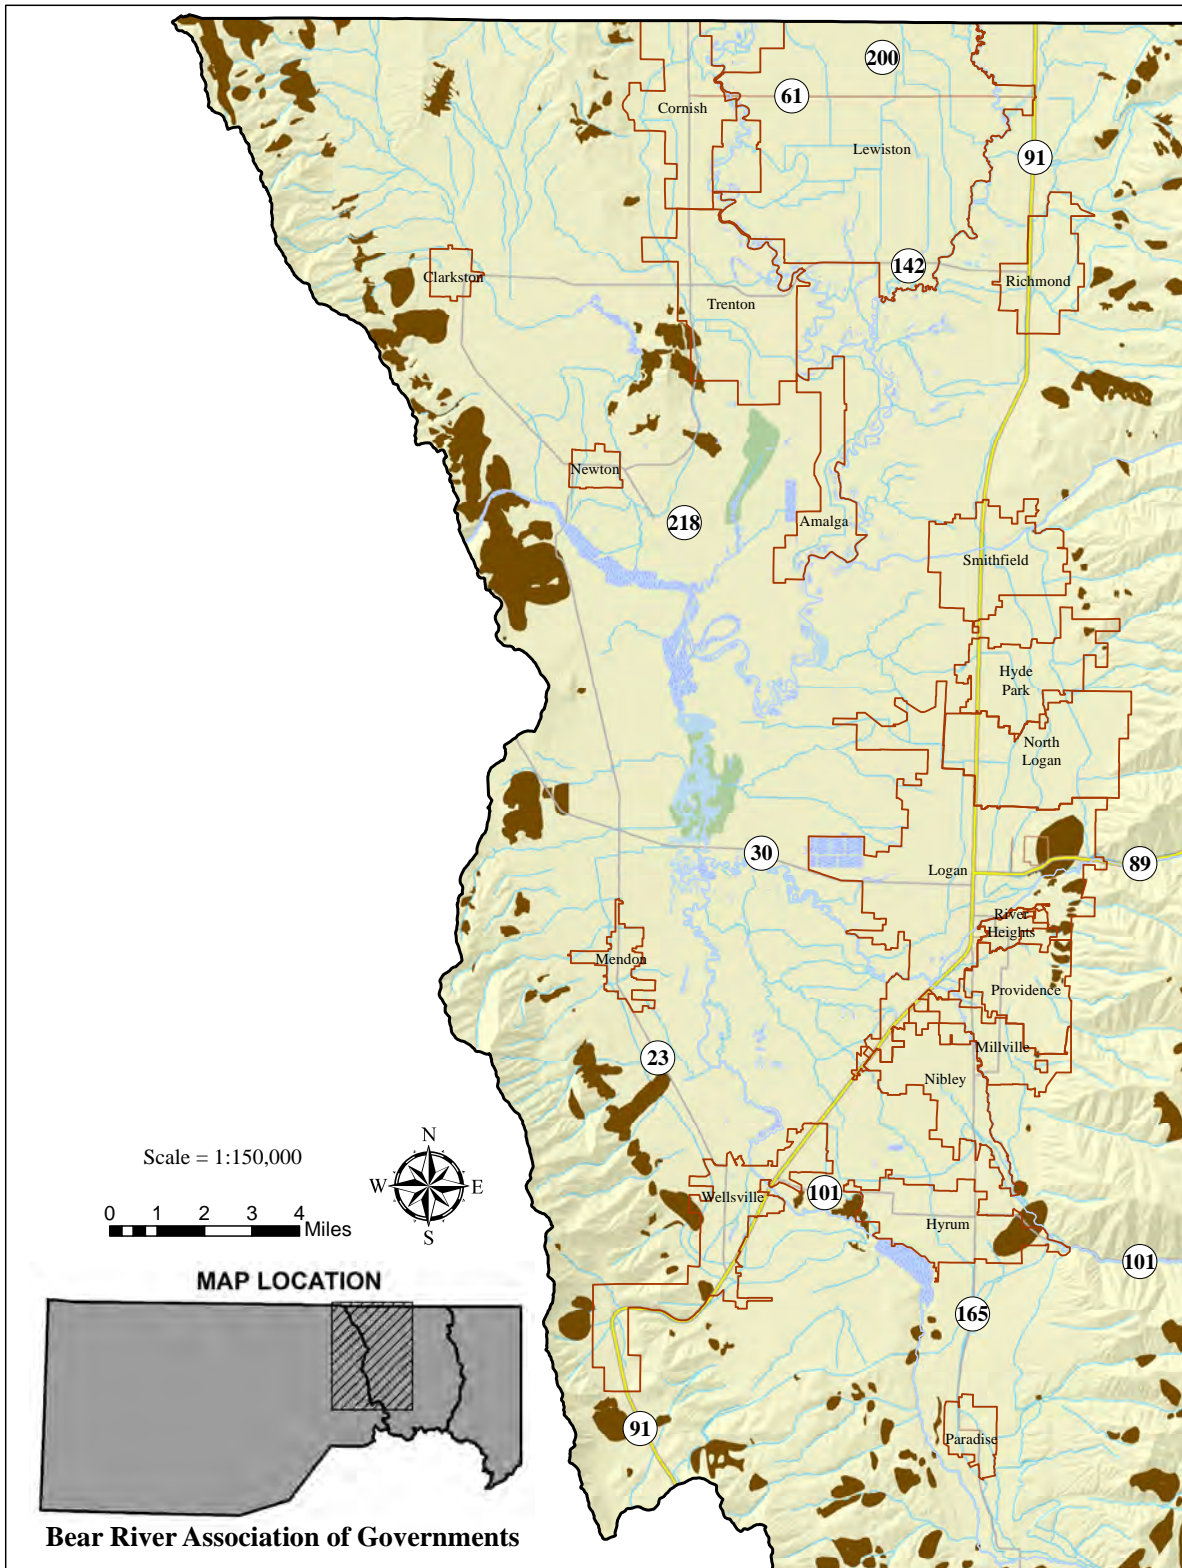 200
61
Cornish
Lewiston
91
142
Clarkston
Richmond
Trenton
Newton
218
Amalga
Smithfield
Hyde
Park
North
Logan
30
89
Logan
River
Heights
Mendon
Providence
Millville
23
Nibley
N
Scale = 1:150,000
W
E
S
101
Wellsville
Hyrum
0 1 2 3 4 Miles
101
MAP LOCATION
165
91
Paradise
Bear River Association of Governments